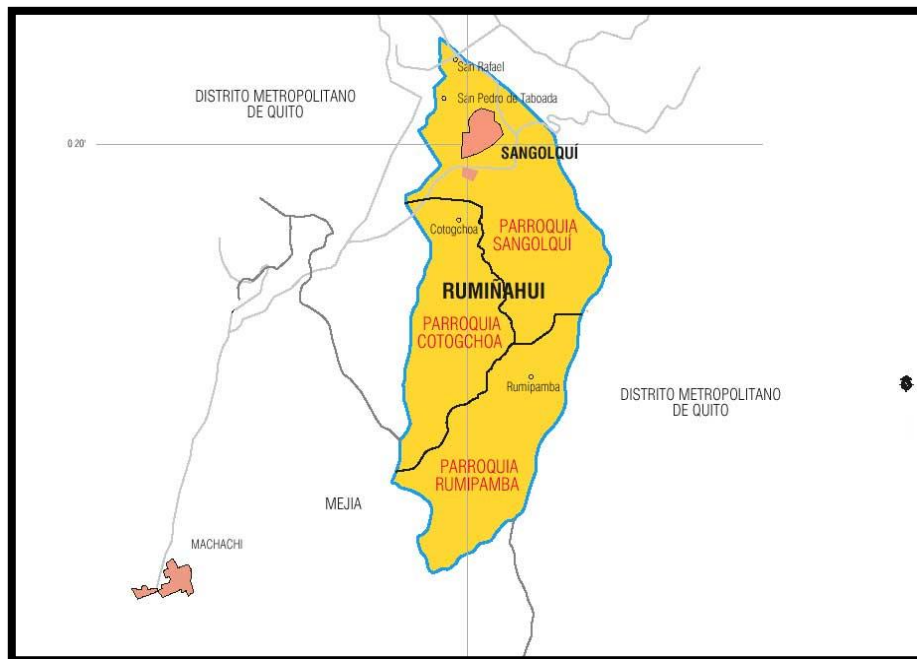 San Rafael
DISTRITO METROPOLITANO
DE QUITO
San Pedro de Taboada
0 20'
SANGOLQUÍ
Cotogchoa
PARROQUIA
SANGOLQUÍ
RUMIÑAHUI
PARROQUIA
COTOGCHOA
Rumipamba
DISTRITO METROPOLITANO
DE QUITO
PARROQUIA
RUMIPAMBA
MEJIA
MACHACHI